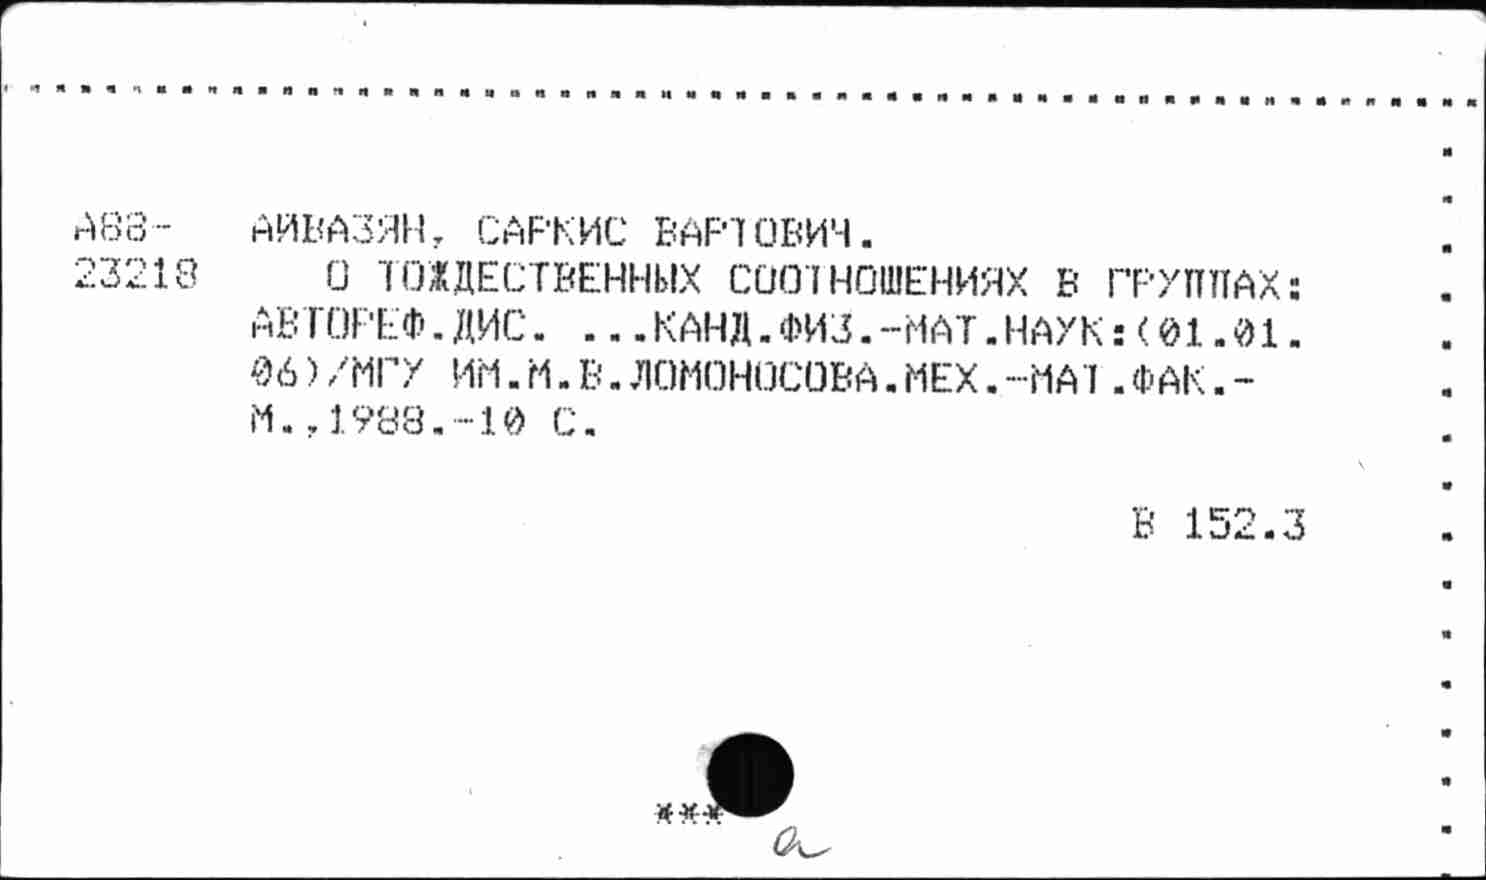 А88- АЙВАЗЯН, САРКИС ВАРТОВИЧ.
23218 О ТОЖДЕСТВЕННЫХ СООТНОШЕНИЯХ В ГРУППАХ:
АВТОРЕФ.ДИС. ...КАНД.ФИЗ.-МАТ.НАУК:(01.01.
06)/МГУ ИМ.М.В.ЛОМОНОСОВА.МЕХ.-МАТ.ФАК.-
М.,1988.-10 С.
В 152.3
***
а